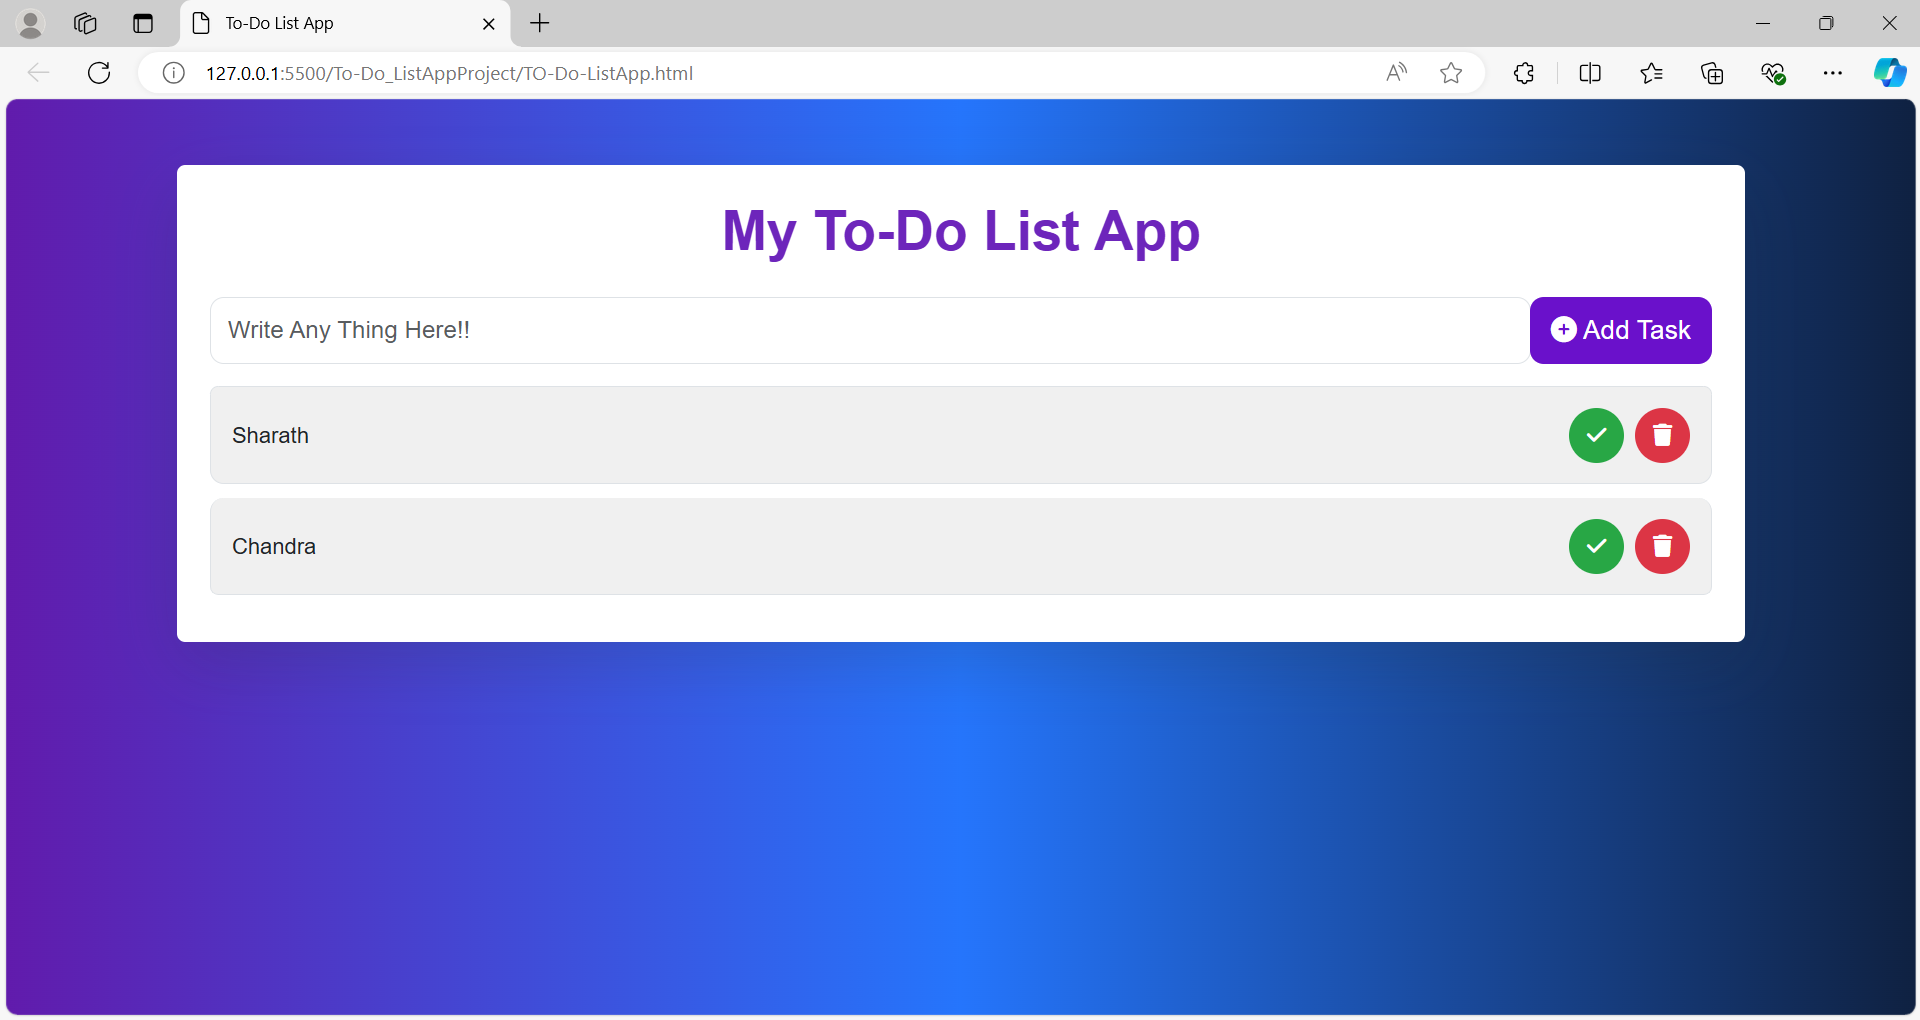 To-Do List App
127.0.0.1:5500/To-Do_ListAppProject/TO-Do-ListApp.html
My To-Do List App
Write Any Thing Here!!
Add Task
Sharath
Chandra